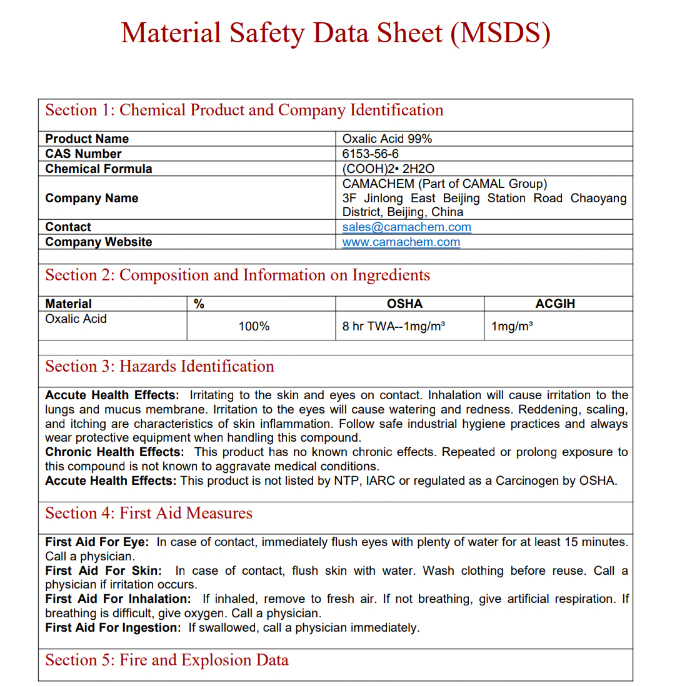 Material Safety Data Sheet (MSDS)
Section 1: Chemical Product and Company Identification
Product Name Oxalic Acid 99%
CAS Number 6153-56-6
Chemical Formula (COOH)2• 2H2O
Company Name CAMACHEM (Part of CAMAL Group)
3F Jinlong East Beijing Station Road Chaoyang
District, Beijing, China
Contact sales@camachem.com
Company Website www.camachem.com
Section 2: Composition and Information on Ingredients
Material % OSHA ACGIH
Oxalic Acid 100% 8 hr TWA--1mg/m³ 1mg/m³
Section 3: Hazards Identification
Accute Health Effects: Irritating to the skin and eyes on contact. Inhalation will cause irritation to the
lungs and mucus membrane. Irritation to the eyes will cause watering and redness. Reddening, scaling,
and itching are characteristics of skin inflammation. Follow safe industrial hygiene practices and always
wear protective equipment when handling this compound.
Chronic Health Effects: This product has no known chronic effects. Repeated or prolong exposure to
this compound is not known to aggravate medical conditions.
Accute Health Effects: This product is not listed by NTP, IARC or regulated as a Carcinogen by OSHA.
Section 4: First Aid Measures
First Aid For Eye: In case of contact, immediately flush eyes with plenty of water for at least 15 minutes.
Call a physician.
First Aid For Skin: In case of contact, flush skin with water. Wash clothing before reuse. Call a
physician if irritation occurs.
First Aid For Inhalation: If inhaled, remove to fresh air. If not breathing, give artificial respiration. If
breathing is difficult, give oxygen. Call a physician.
First Aid For Ingestion: If swallowed, call a physician immediately.
Section 5: Fire and Explosion Data